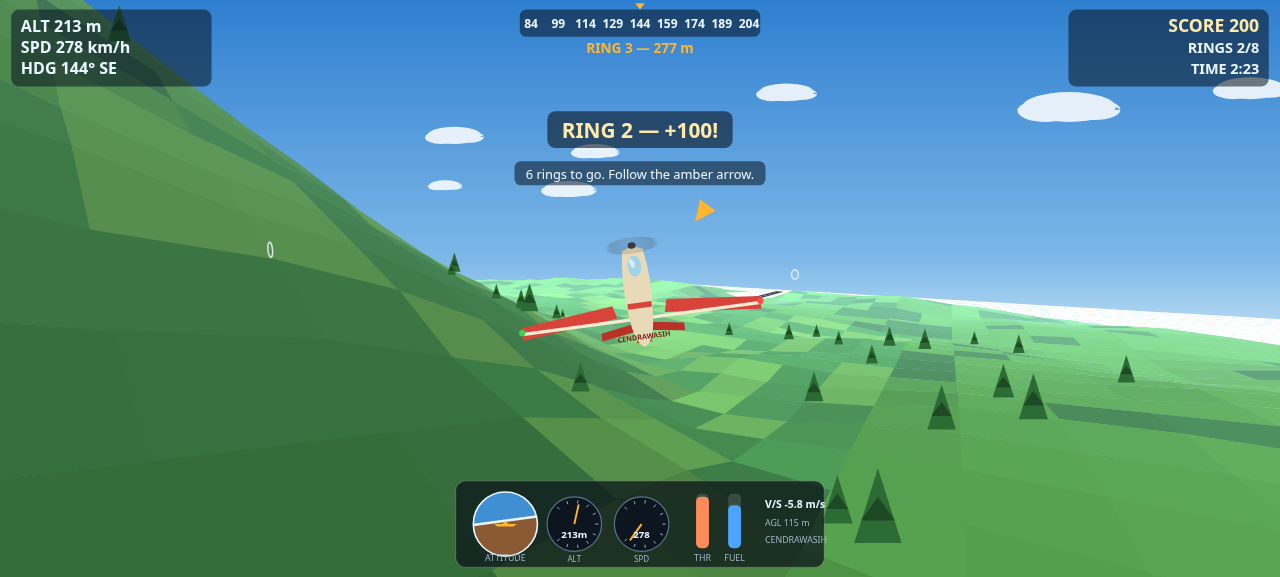 ALT 213 m
SPD 278 km/h
HDG 144° SE
84 99 114 129 144 159 174 189 204
RING 3 — 277 m
SCORE 200
RINGS 2/8
TIME 2:23
RING 2 — +100!
6 rings to go. Follow the amber arrow.
CENDRAWASIH
213m
278
ATTITUDE
ALT
SPD
THR
FUEL
V/S -5.8 m/s
AGL 115 m
CENDRAWASIH